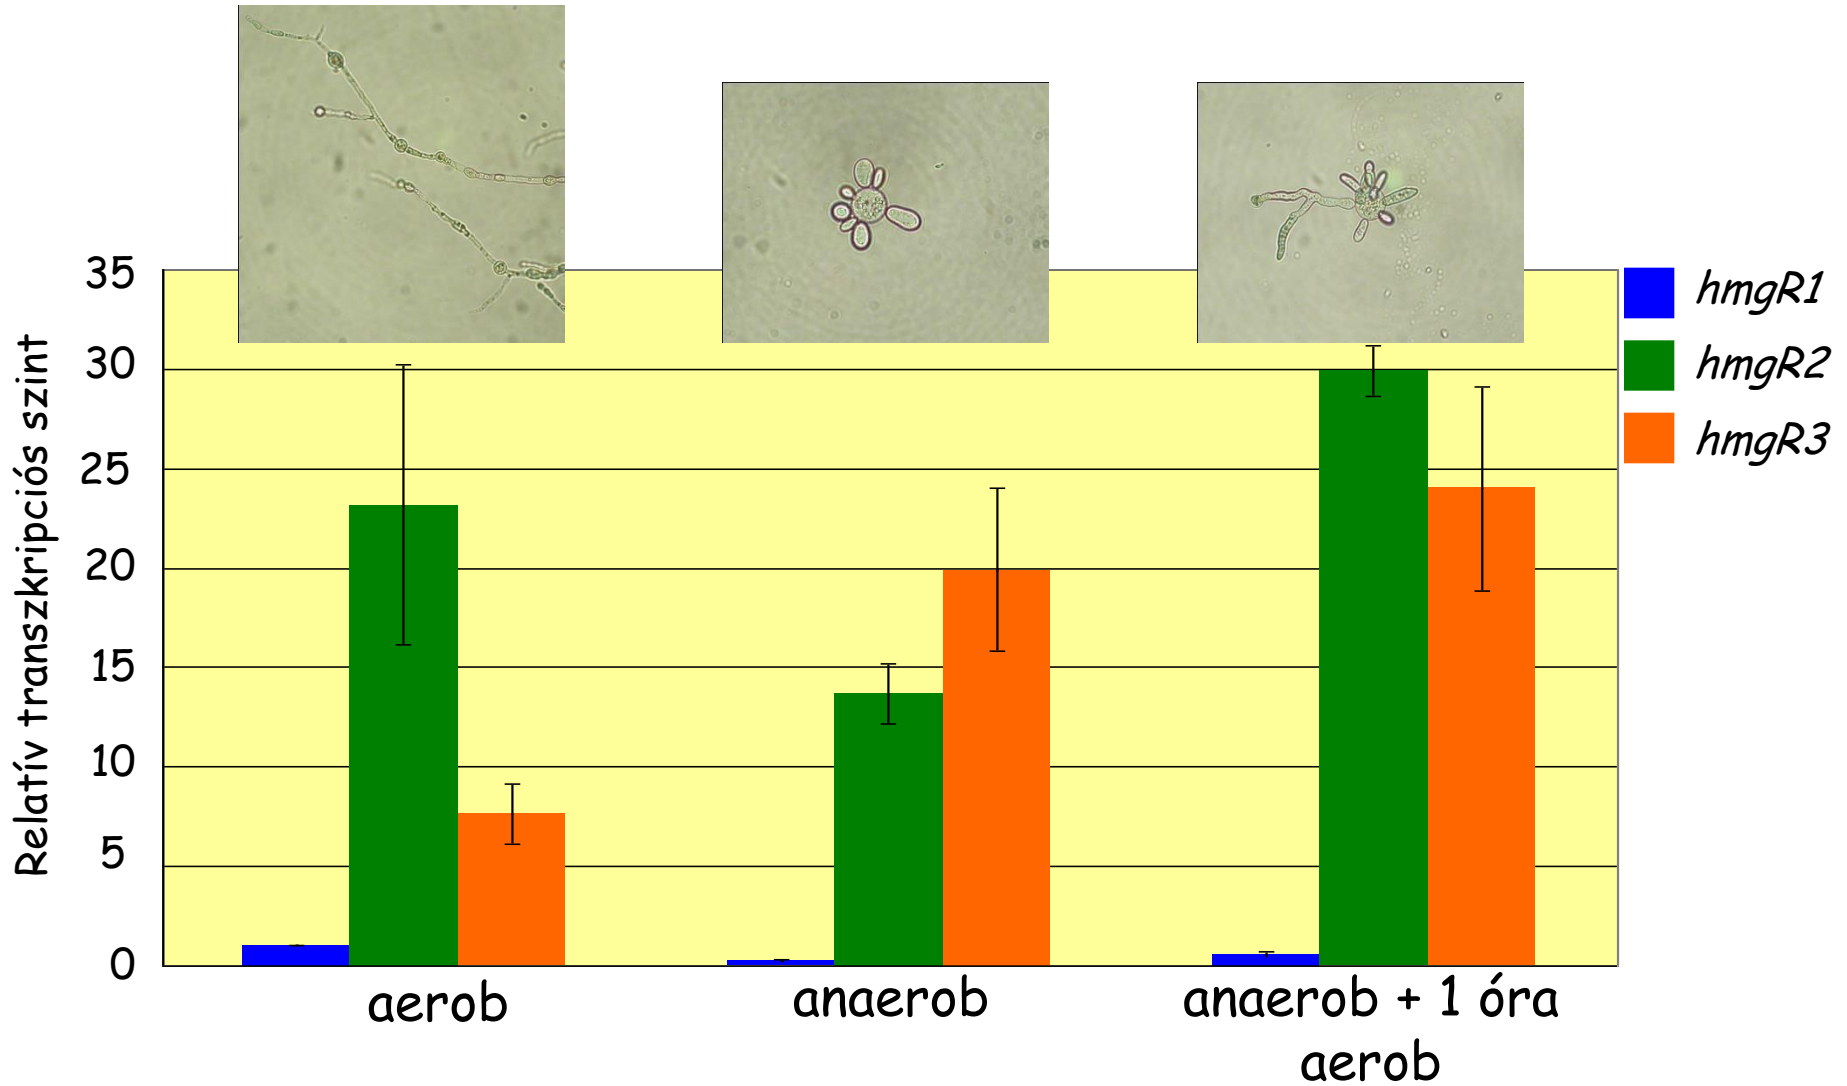 35
30
25
20
15
10
5
0
Relatív transzkripciós szint
hmgR1
hmgR2
hmgR3
aerob
anaerob
anaerob + 1 óra
aerob